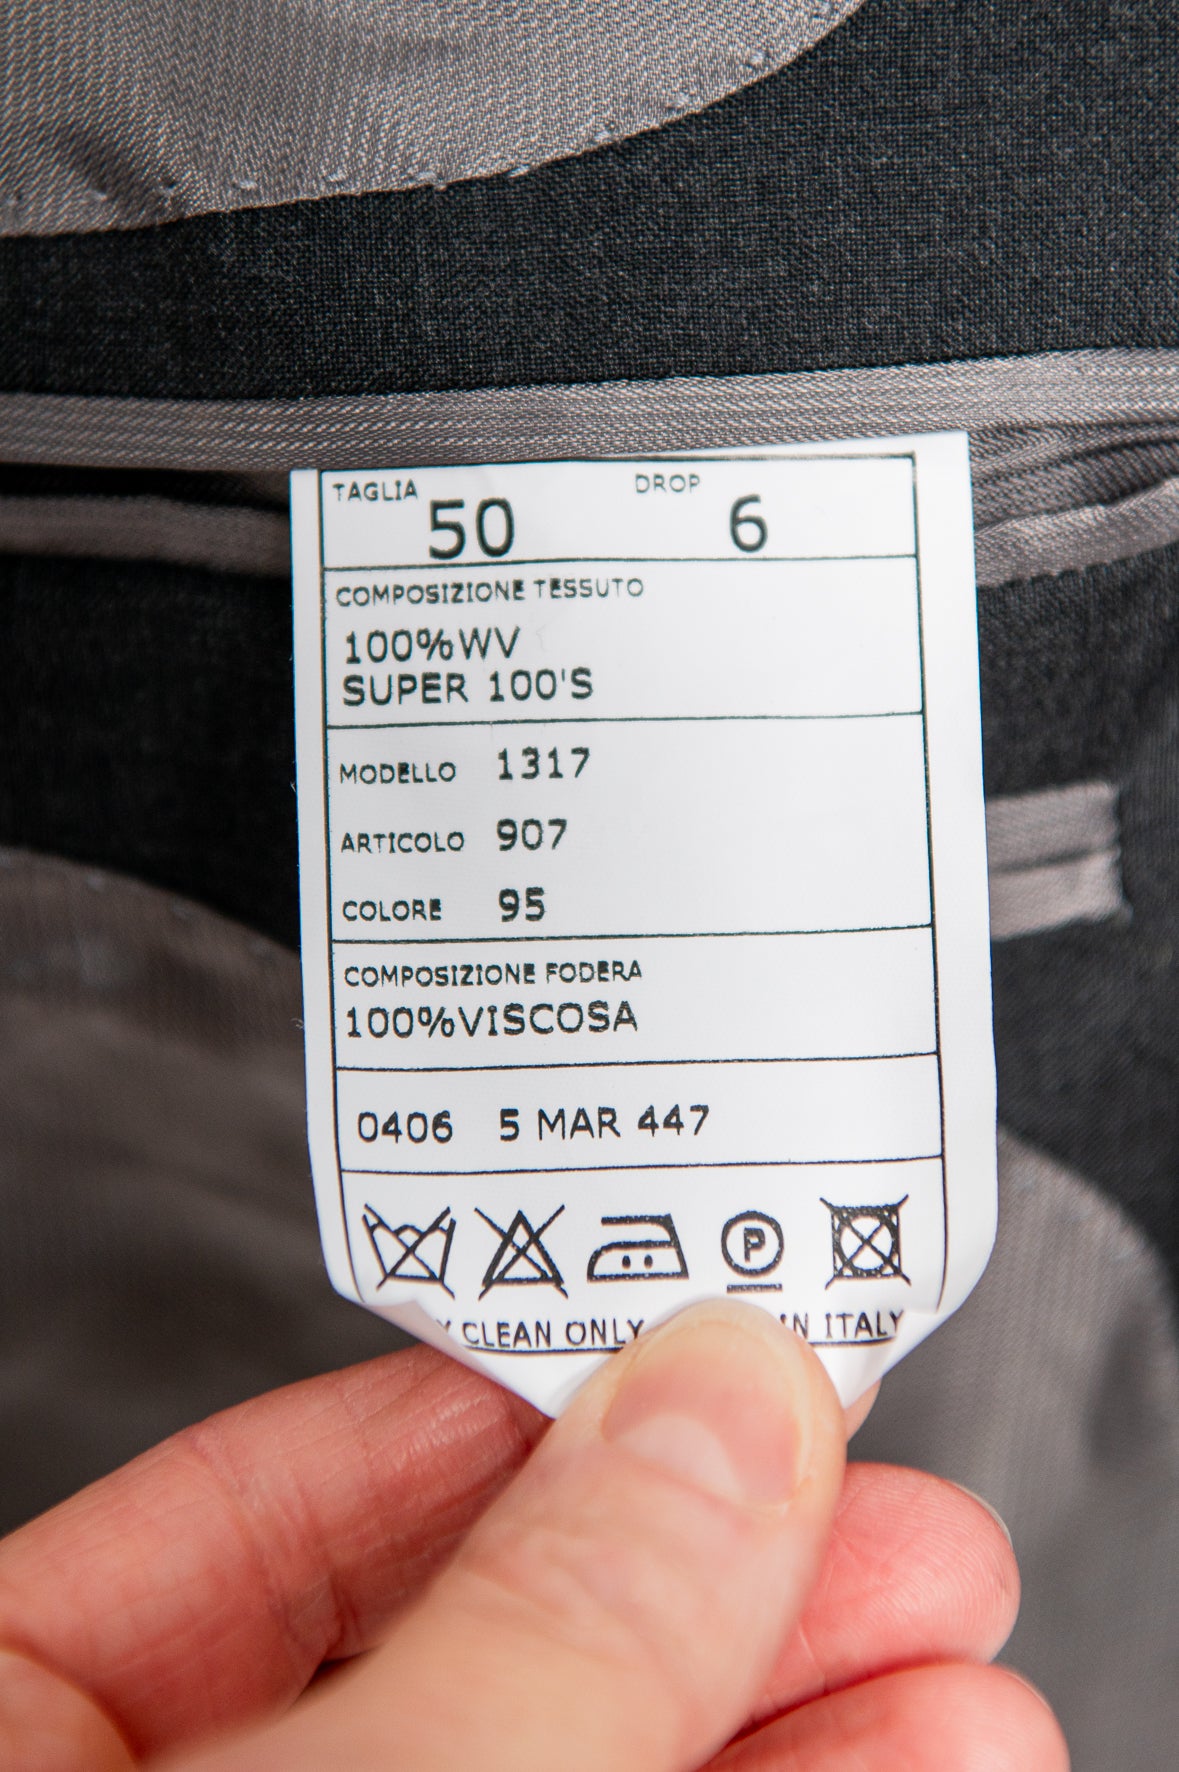 TAGLIA DROP
50 6
COMPOSIZIONE TESSUTO
100%WV
SUPER 100'S
MODELLO 1317
ARTICOLO 907
COLORE 95
COMPOSIZIONE FODERA
100%VISCOSA
0406 5 MAR 447
P
CLEAN ONLY IN ITALY